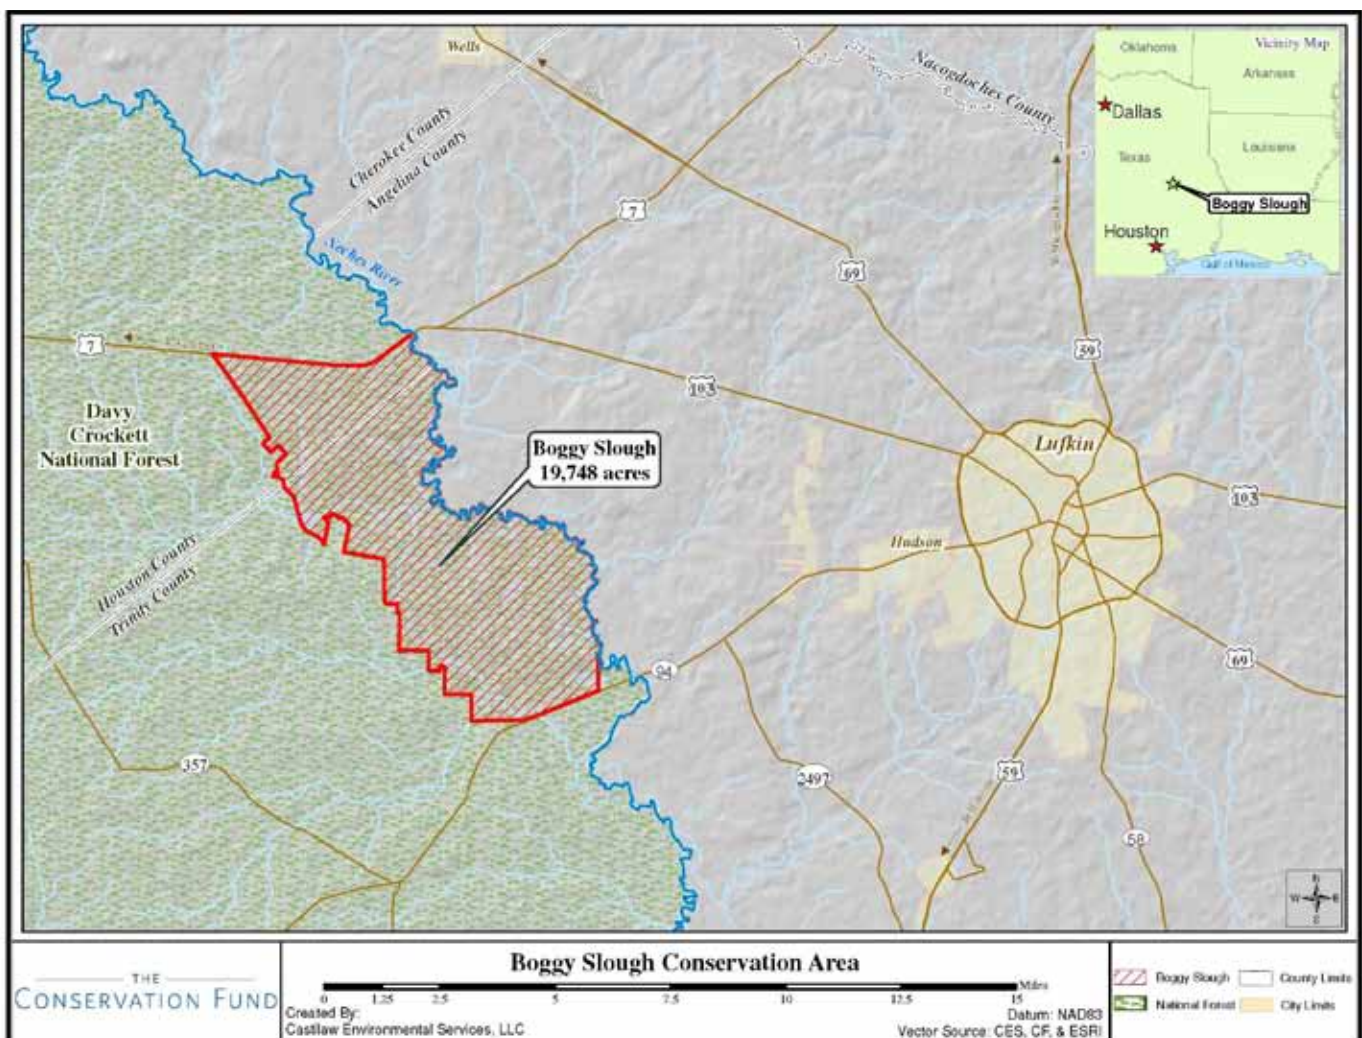 Wells
Nacogdoches County
Cherokee County
Angelina County
Neches River
7
69
59
7
103
Davy
Crockett
National Forest
Boggy Slough
19,748 acres
Lufkin
103
Hudson
Houston County
Trinity County
94
69
357
2497
59
58
Vicinity Map
Oklahoma
Arkansas
Dallas
Texas
Louisiana
Boggy Slough
Houston
Gulf of Mexico
N
W E
S
THE
CONSERVATION FUND
Boggy Slough Conservation Area
0 1.25 2.5 5 7.5 10 12.5 15 Miles
Created By:
Castilaw Environmental Services, LLC
Datum: NAD83
Vector Source: CES, CF, & ESRI
Boggy Slough
County Limits
National Forest
City Limits